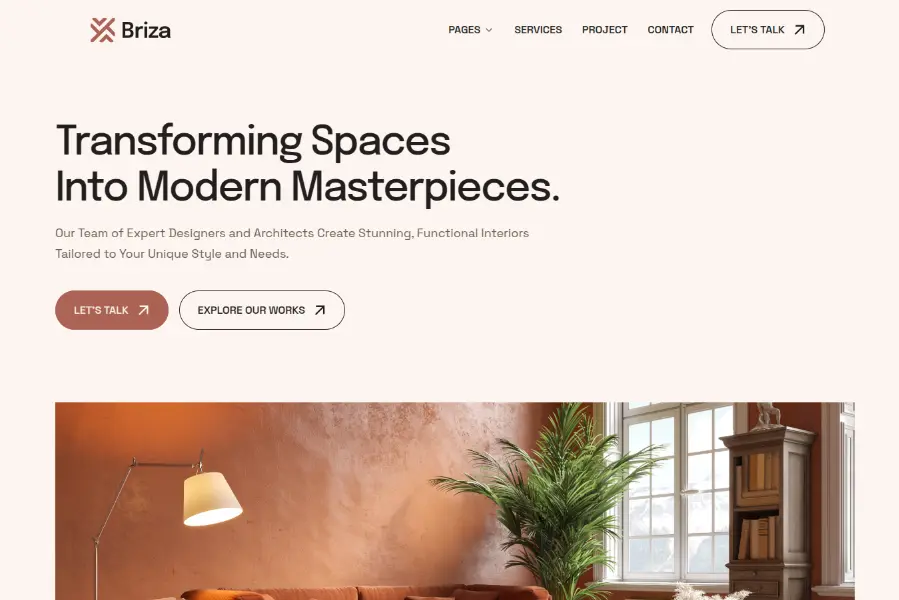 Briza
PAGES
SERVICES
PROJECT
CONTACT
LET'S TALK
Transforming Spaces
Into Modern Masterpieces.
Our Team of Expert Designers and Architects Create Stunning, Functional Interiors
Tailored to Your Unique Style and Needs.
LET'S TALK
EXPLORE OUR WORKS